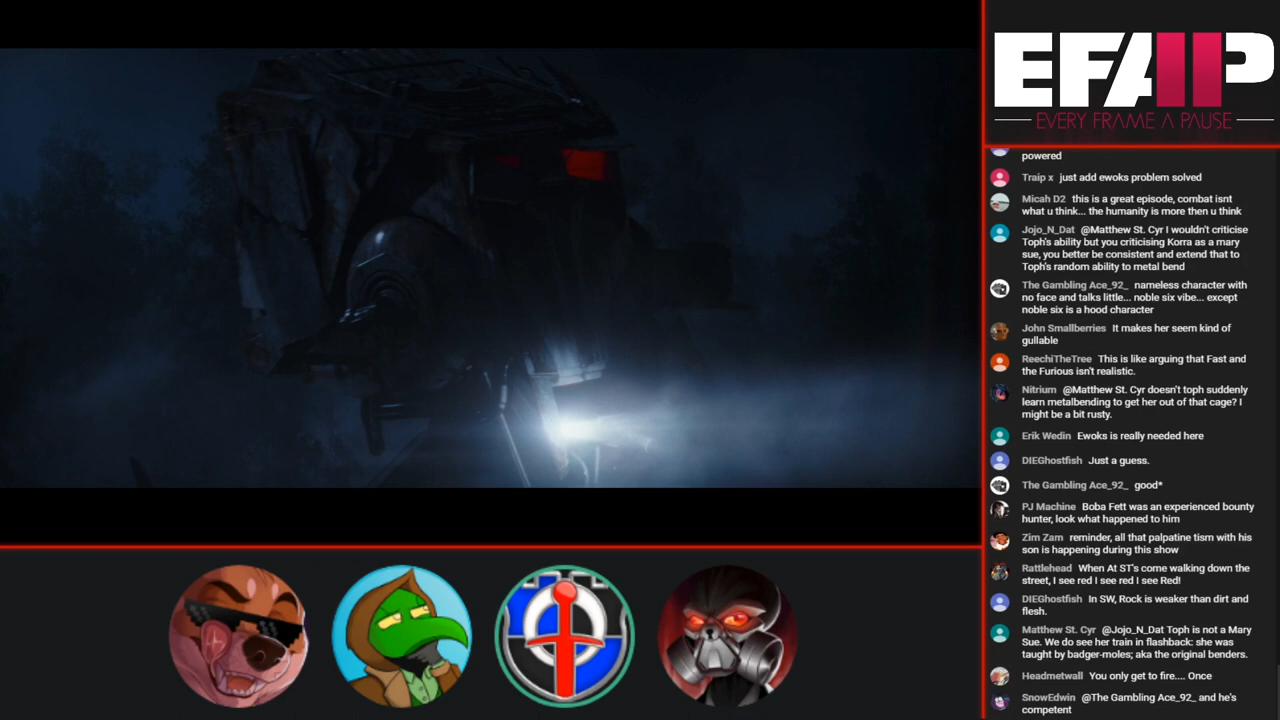 EFAP
EVERY FRAME A PAUSE
powered
Traip x just add ewoks problem solved
Micah D2 this is a great episode, combat isnt
what u think... the humanity is more then u think
Jojo_N_Dat @Matthew St. Cyr I wouldn't criticise
Toph's ability but you criticising Korra as a mary
sue, you better be consistent and extend that to
Toph's random ability to metal bend
The Gambling Ace_92_ nameless character with
no face and talks little... noble six vibe... except
noble six is a hood character
John Smallberries It makes her seem kind of
gullable
ReechiTheTree This is like arguing that Fast and
the Furious isn't realistic.
Nitrium @Matthew St. Cyr doesn't toph suddenly
learn metalbending to get her out of that cage? I
might be a bit rusty.
Erik Wedin Ewoks is really needed here
DIEGhostfish Just a guess.
The Gambling Ace_92_ good*
PJ Machine Boba Fett was an experienced bounty
hunter, look what happened to him
Zim Zam reminder, all that palpatine tism with his
son is happening during this show
Rattlehead When At ST's come walking down the
street, I see red I see red I see Red!
DIEGhostfish In SW, Rock is weaker than dirt and
flesh.
Matthew St. Cyr @Jojo_N_Dat Toph is not a Mary
Sue. We do see her train in flashback: she was
taught by badger-moles; aka the original benders.
Headmetwall You only get to fire.... Once
SnowEdwin @The Gambling Ace_92_ and he's
competent